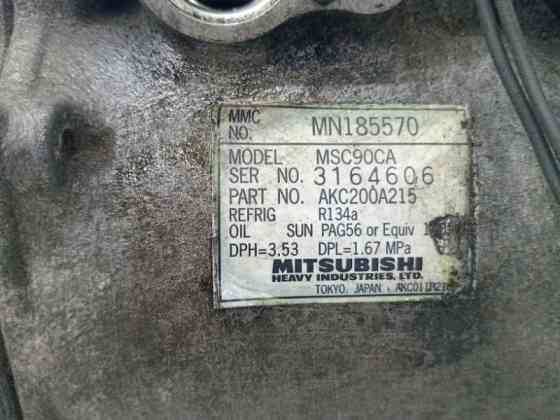 MMC
NO. MN185570
MODEL MSC90CA
SER NO. 3164606
PART NO. AKC200A215
REFRIG R134a
OIL SUN PAG56 or Equiv
DPH=3.53 DPL=1.67 MPa
MITSUBISHI
HEAVY INDUSTRIES, LTD.
TOKYO, JAPAN